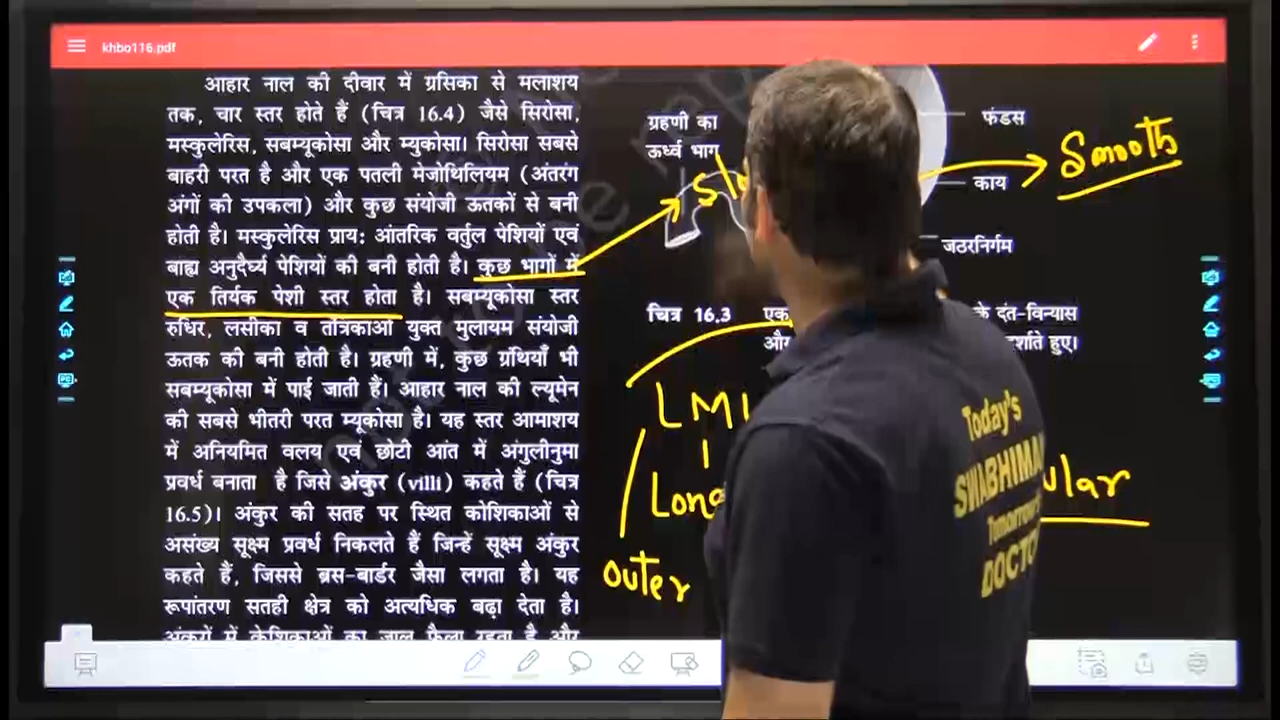 khbo116.pdf
आहार नाल की दीवार में ग्रसिका से मलाशय
तक, चार स्तर होते हैं (चित्र 16.4) जैसे सिरोसा,
मस्कुलेरिस, सबम्यूकोसा और म्युकोसा। सिरोसा सबसे
बाहरी परत है और एक पतली मेजोथिलियम (अंतरंग
अंगों की उपकला) और कुछ संयोजी ऊतकों से बनी
होती है। मस्कुलेरिस प्राय: आंतरिक वर्तुल पेशियों एवं
बाह्य अनुदैर्घ्य पेशियों की बनी होती है। कुछ भागों में
एक तिर्यक पेशी स्तर होता है। सबम्यूकोसा स्तर
रुधिर, लसीका व तंत्रिकाओं युक्त मुलायम संयोजी
ऊतक की बनी होती है। ग्रहणी में, कुछ ग्रंथियाँ भी
सबम्यूकोसा में पाई जाती हैं। आहार नाल की ल्यूमेन
की सबसे भीतरी परत म्यूकोसा है। यह स्तर आमाशय
में अनियमित वलय एवं छोटी आंत में अंगुलीनुमा
प्रवर्ध बनाता है जिसे अंकुर (villi) कहते हैं (चित्र
16.5)। अंकुर की सतह पर स्थित कोशिकाओं से
असंख्य सूक्ष्म प्रवर्ध निकलते हैं जिन्हें सूक्ष्म अंकुर
कहते हैं, जिससे ब्रस-बार्डर जैसा लगता है। यह
रूपांतरण सतही क्षेत्र को अत्यधिक बढ़ा देता है।
अंकुरों में केशिकाओं का जाल फैला रहता है और
ग्रहणी का
ऊर्ध्व भाग
फंडस
काय
जठरनिर्गम
Smooth
चित्र 16.3 एक के दंत-विन्यास
हुए।
outer
Today's
SWABHIMAN
Tomorrow's
DOCTOR